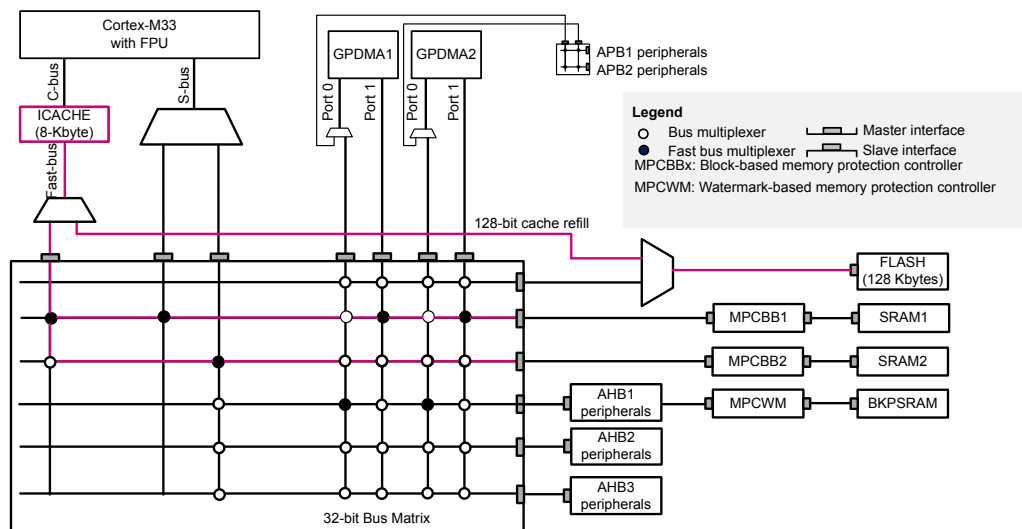 Cortex-M33
with FPU
C-bus
S-bus
ICACHE
(8-Kbyte)
Fast-bus
GPDMA1
GPDMA2
Port 0
Port 1
Port 0
Port 1
APB1 peripherals
APB2 peripherals
Legend
Bus multiplexer
Fast bus multiplexer
Master interface
Slave interface
MPCBBx: Block-based memory protection controller
MPCWM: Watermark-based memory protection controller
128-bit cache refill
FLASH
(128 Kbytes)
MPCBB1
SRAM1
MPCBB2
SRAM2
AHB1
peripherals
MPCWM
BKPSRAM
AHB2
peripherals
AHB3
peripherals
32-bit Bus Matrix